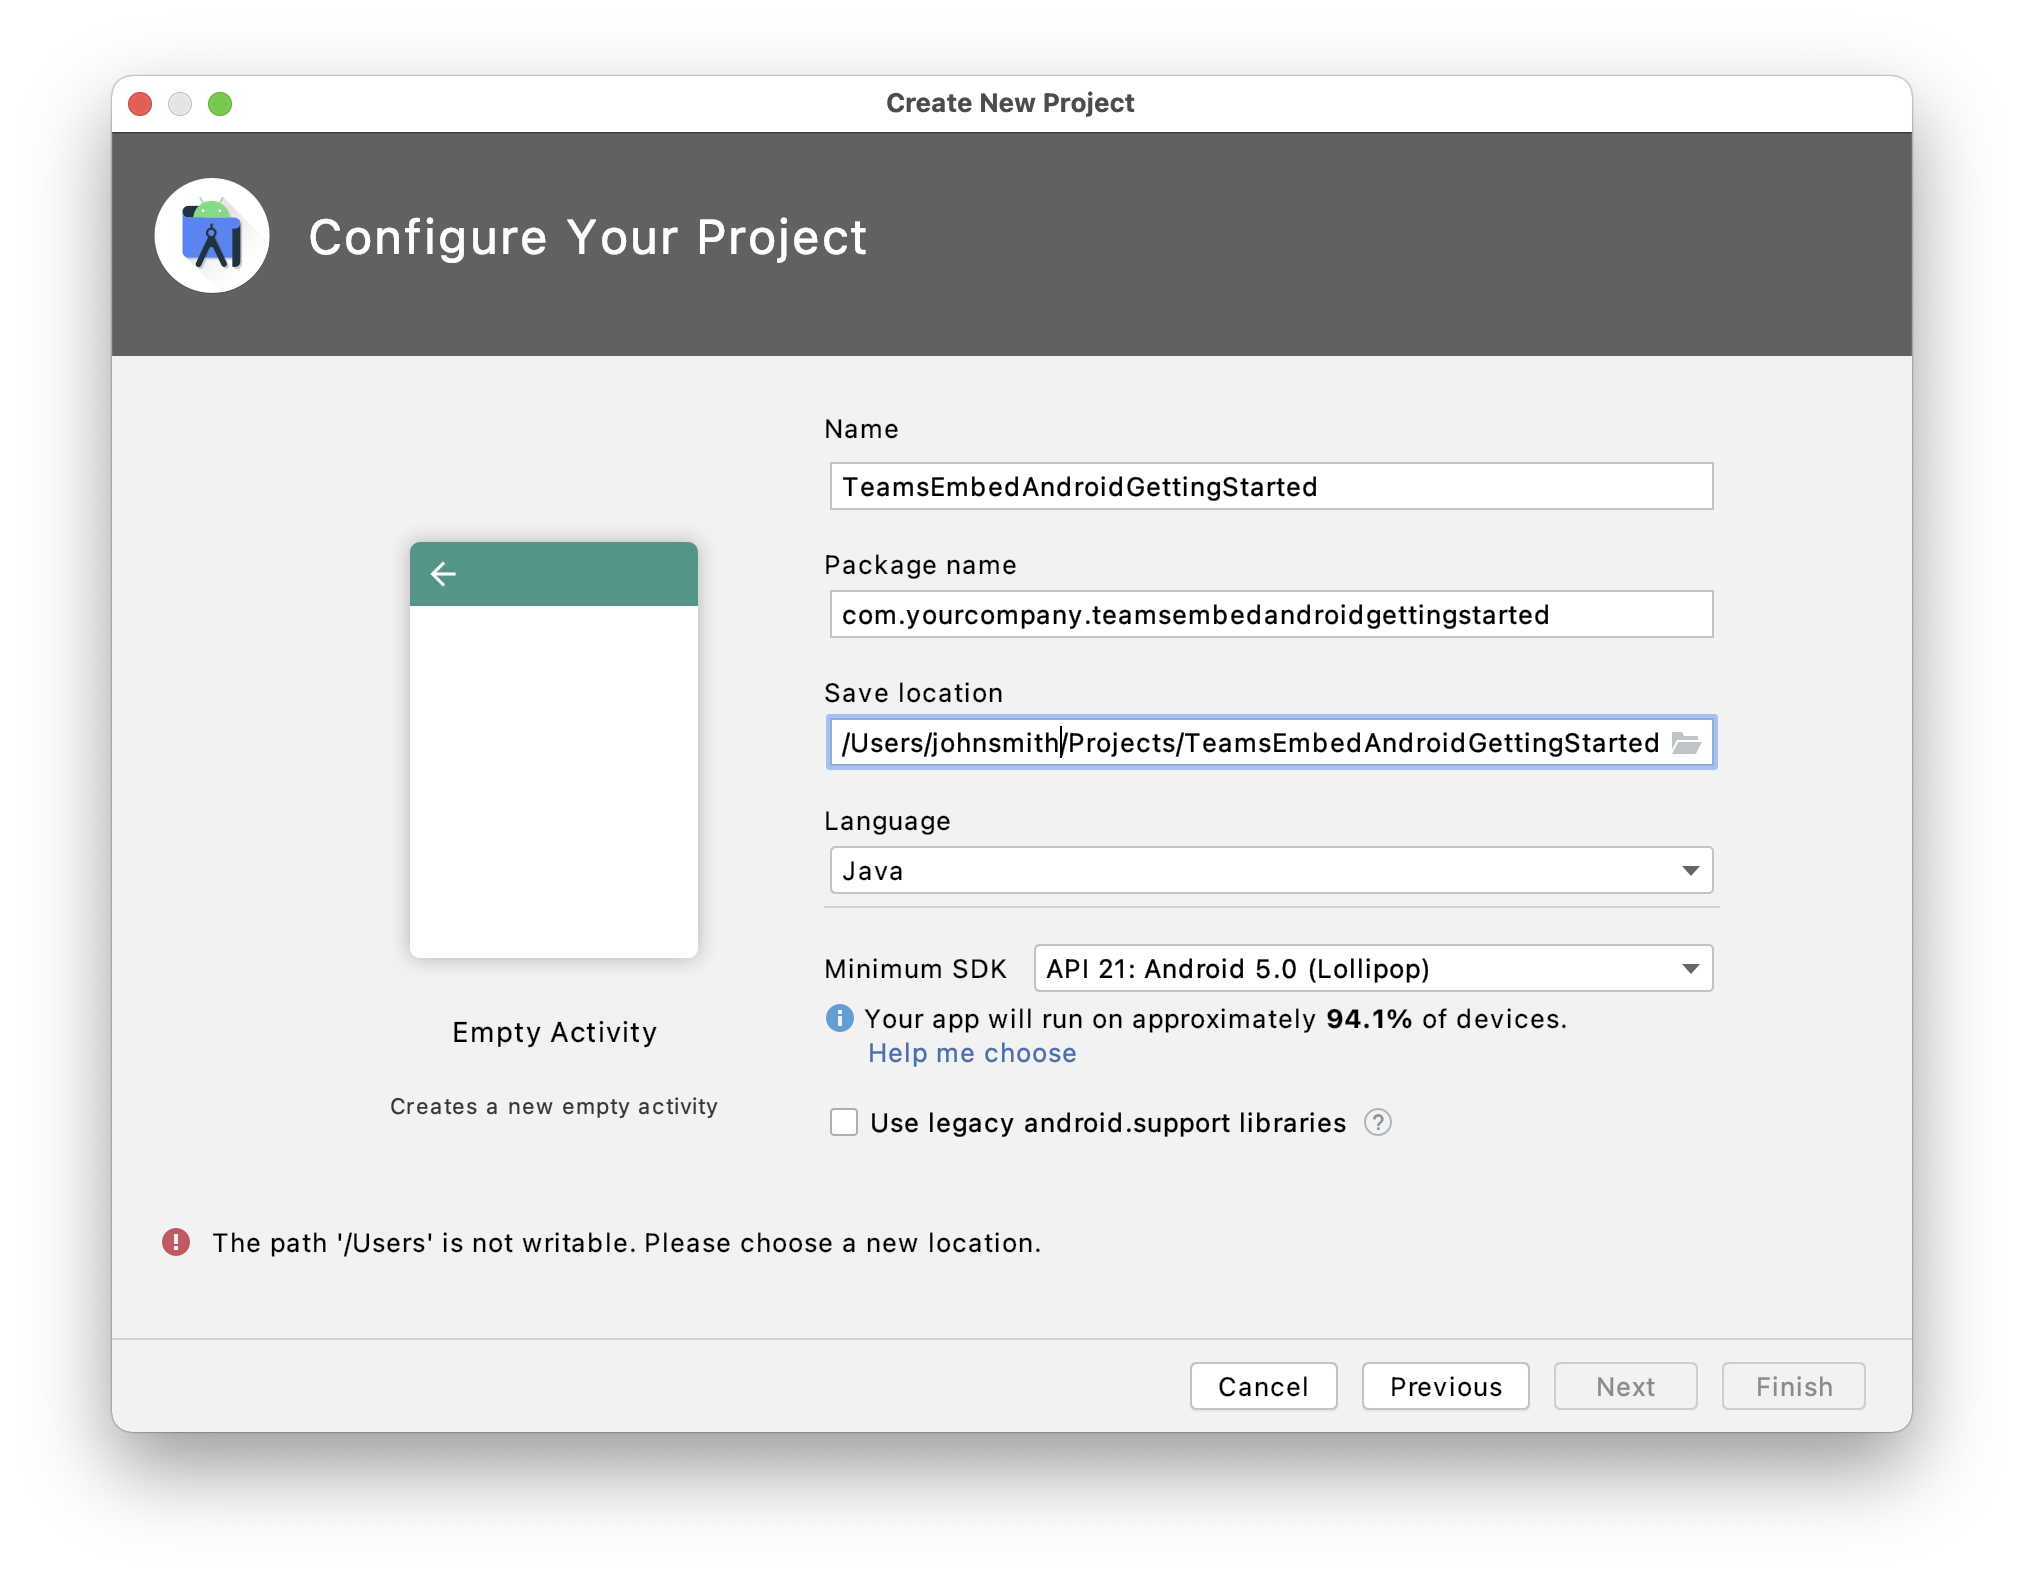 Create New Project
Configure Your Project
Name
TeamsEmbedAndroidGettingStarted
Package name
com.yourcompany.teamsembedandroidgettingstarted
Save location
/Users/johnsmith/Projects/TeamsEmbedAndroidGettingStarted
Language
Java
Minimum SDK API 21: Android 5.0 (Lollipop)
Your app will run on approximately 94.1% of devices.
Help me choose
Use legacy android.support libraries ?
Empty Activity
Creates a new empty activity
The path '/Users' is not writable. Please choose a new location.
Cancel Previous Next Finish